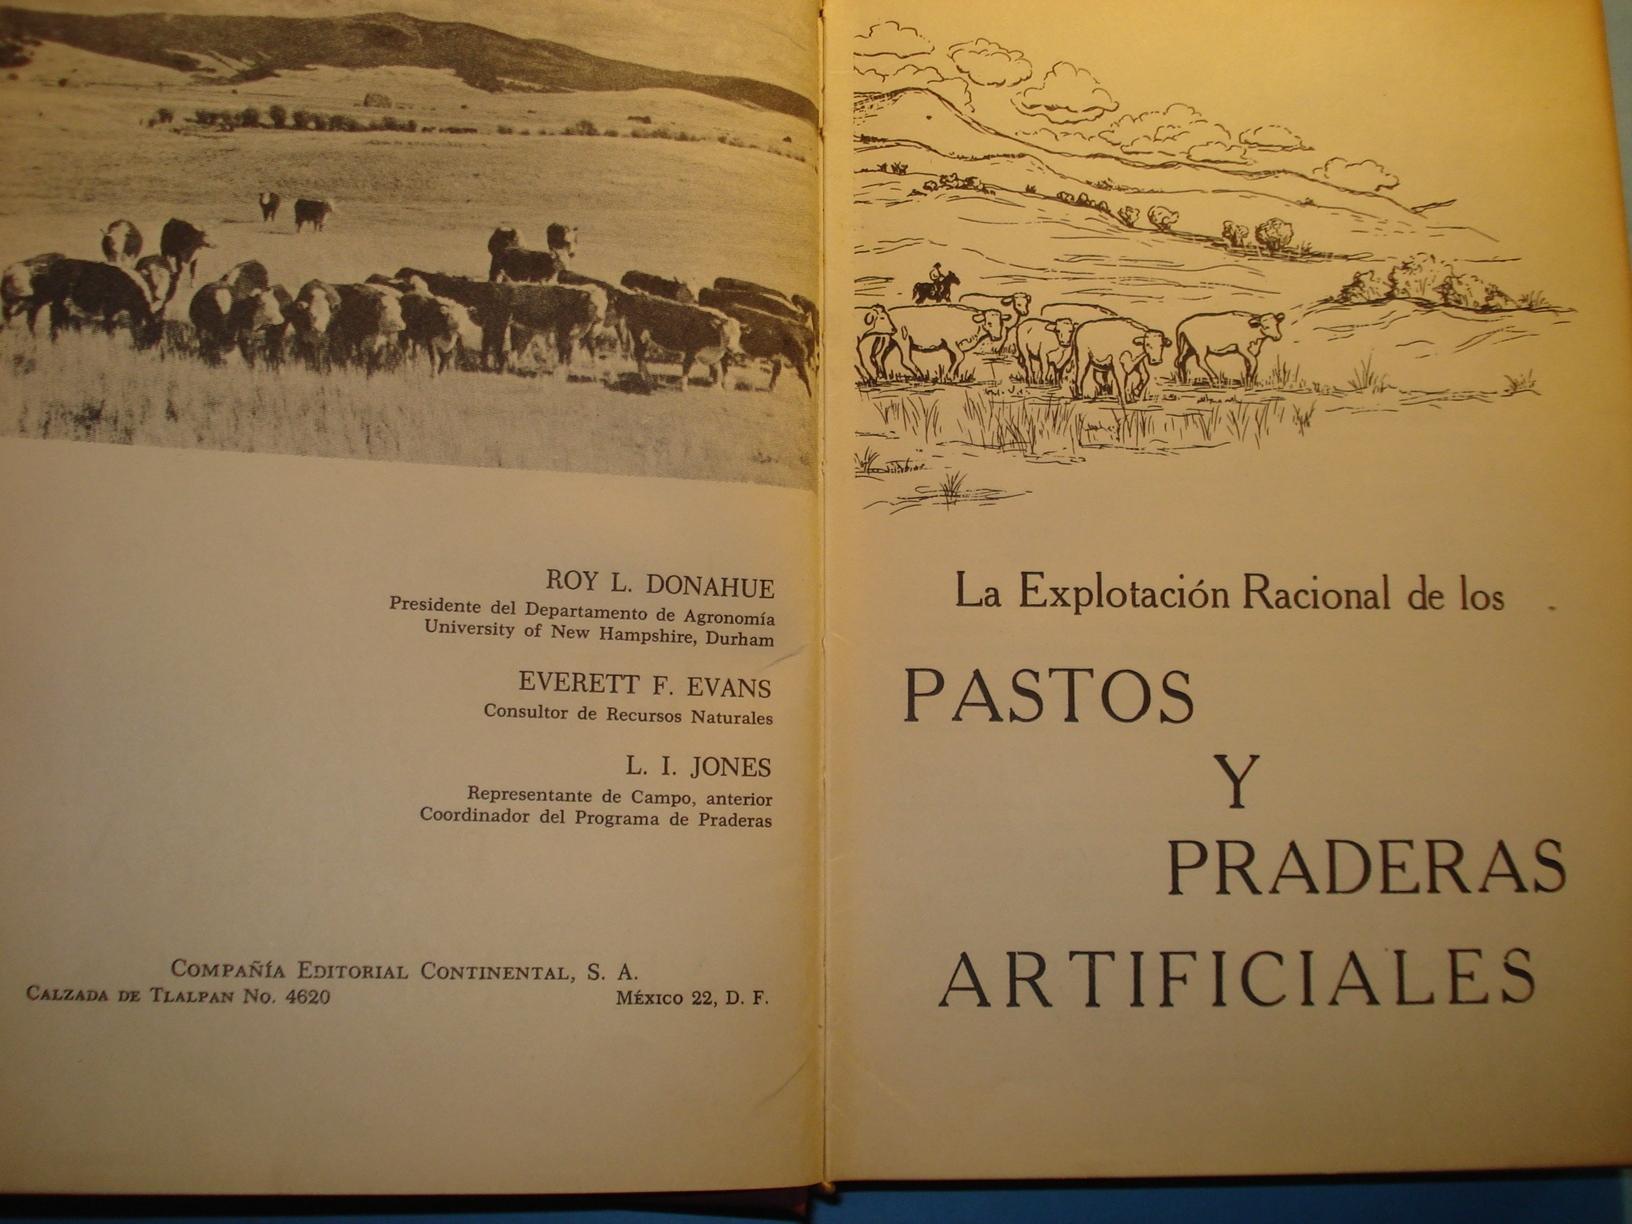 ROY L. DONAHUE
Presidente del Departamento de Agronomía
University of New Hampshire, Durham
EVERETT F. EVANS
Consultor de Recursos Naturales
L. I. JONES
Representante de Campo, anterior
Coordinador del Programa de Praderas
COMPAÑÍA EDITORIAL CONTINENTAL, S. A.
CALZADA DE TLALPAN NO. 4620 MÉXICO 22, D. F.
La Explotación Racional de los
PASTOS
Y
PRADERAS
ARTIFICIALES